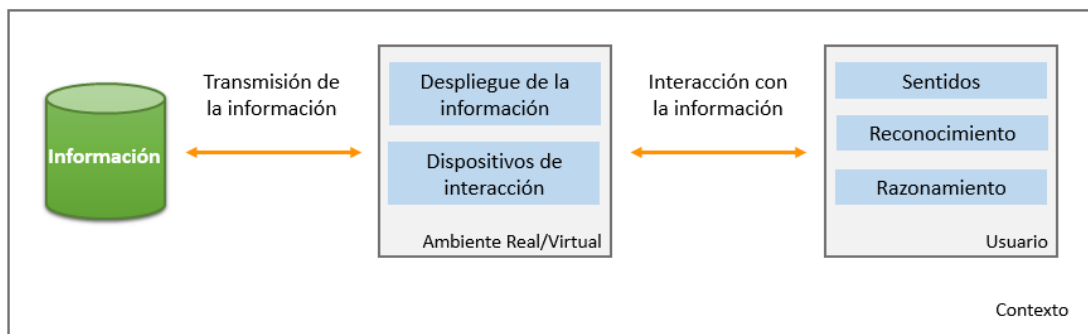 Información
Transmisión de
la información
Despliegue de la
información
Dispositivos de
interacción
Ambiente Real/Virtual
Interacción con
la información
Sentidos
Reconocimiento
Razonamiento
Usuario
Contexto